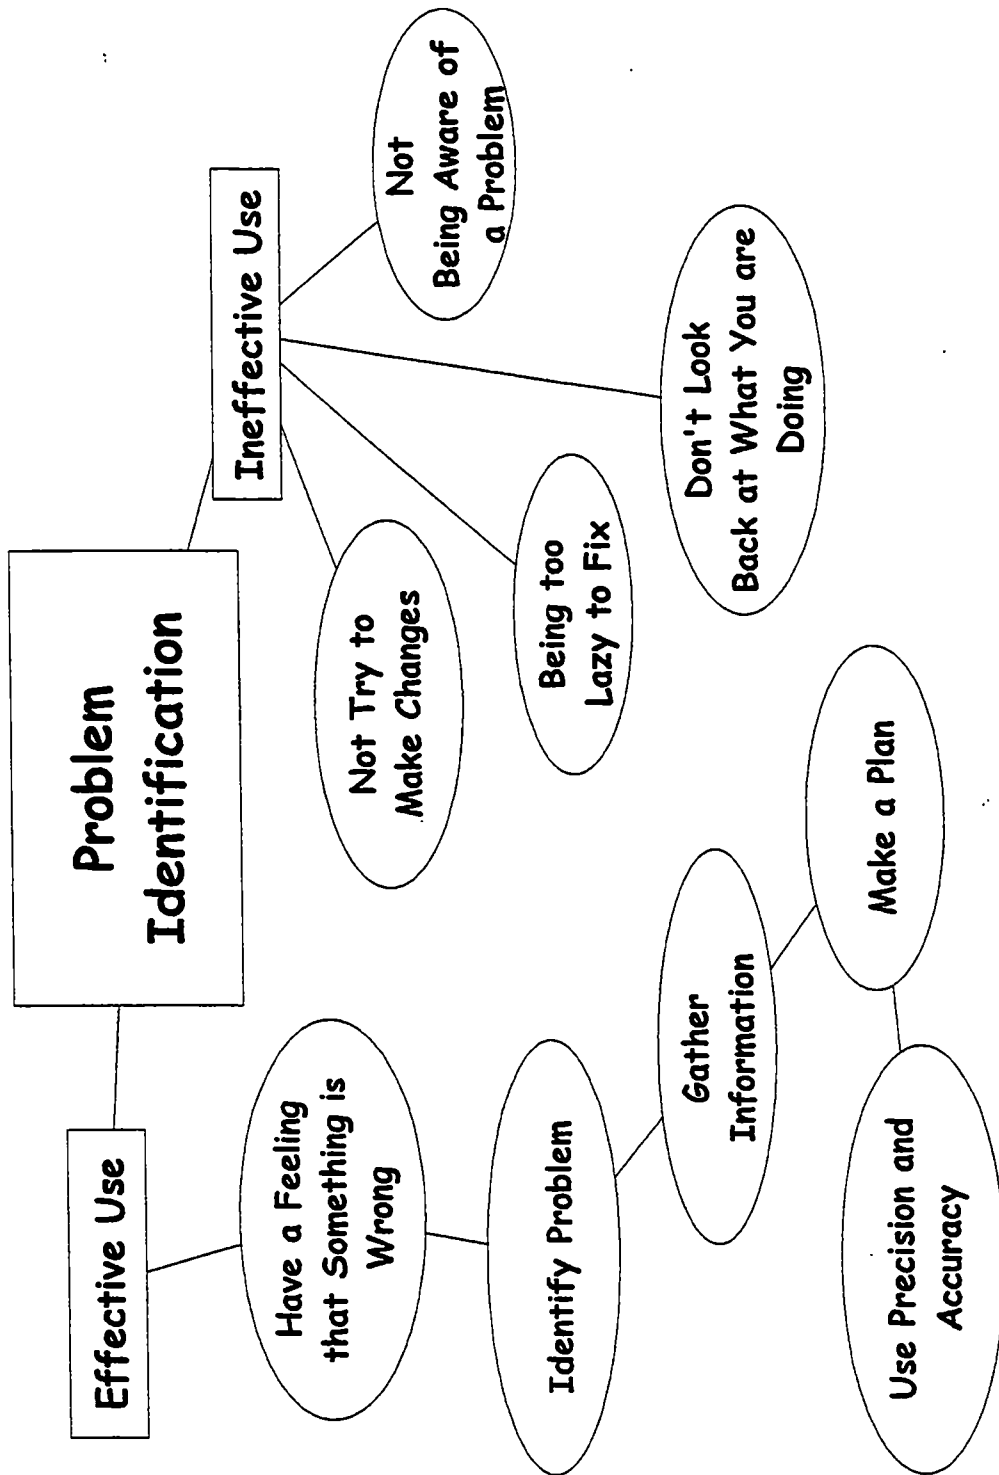 Problem
Identification
Effective Use
Ineffective Use
Have a Feeling
that Something is
Wrong
Identify Problem
Gather
Information
Make a Plan
Use Precision and
Accuracy
Not Try to
Make Changes
Being too
Lazy to Fix
Don't Look
Back at What You are
Doing
Not
Being Aware of
a Problem